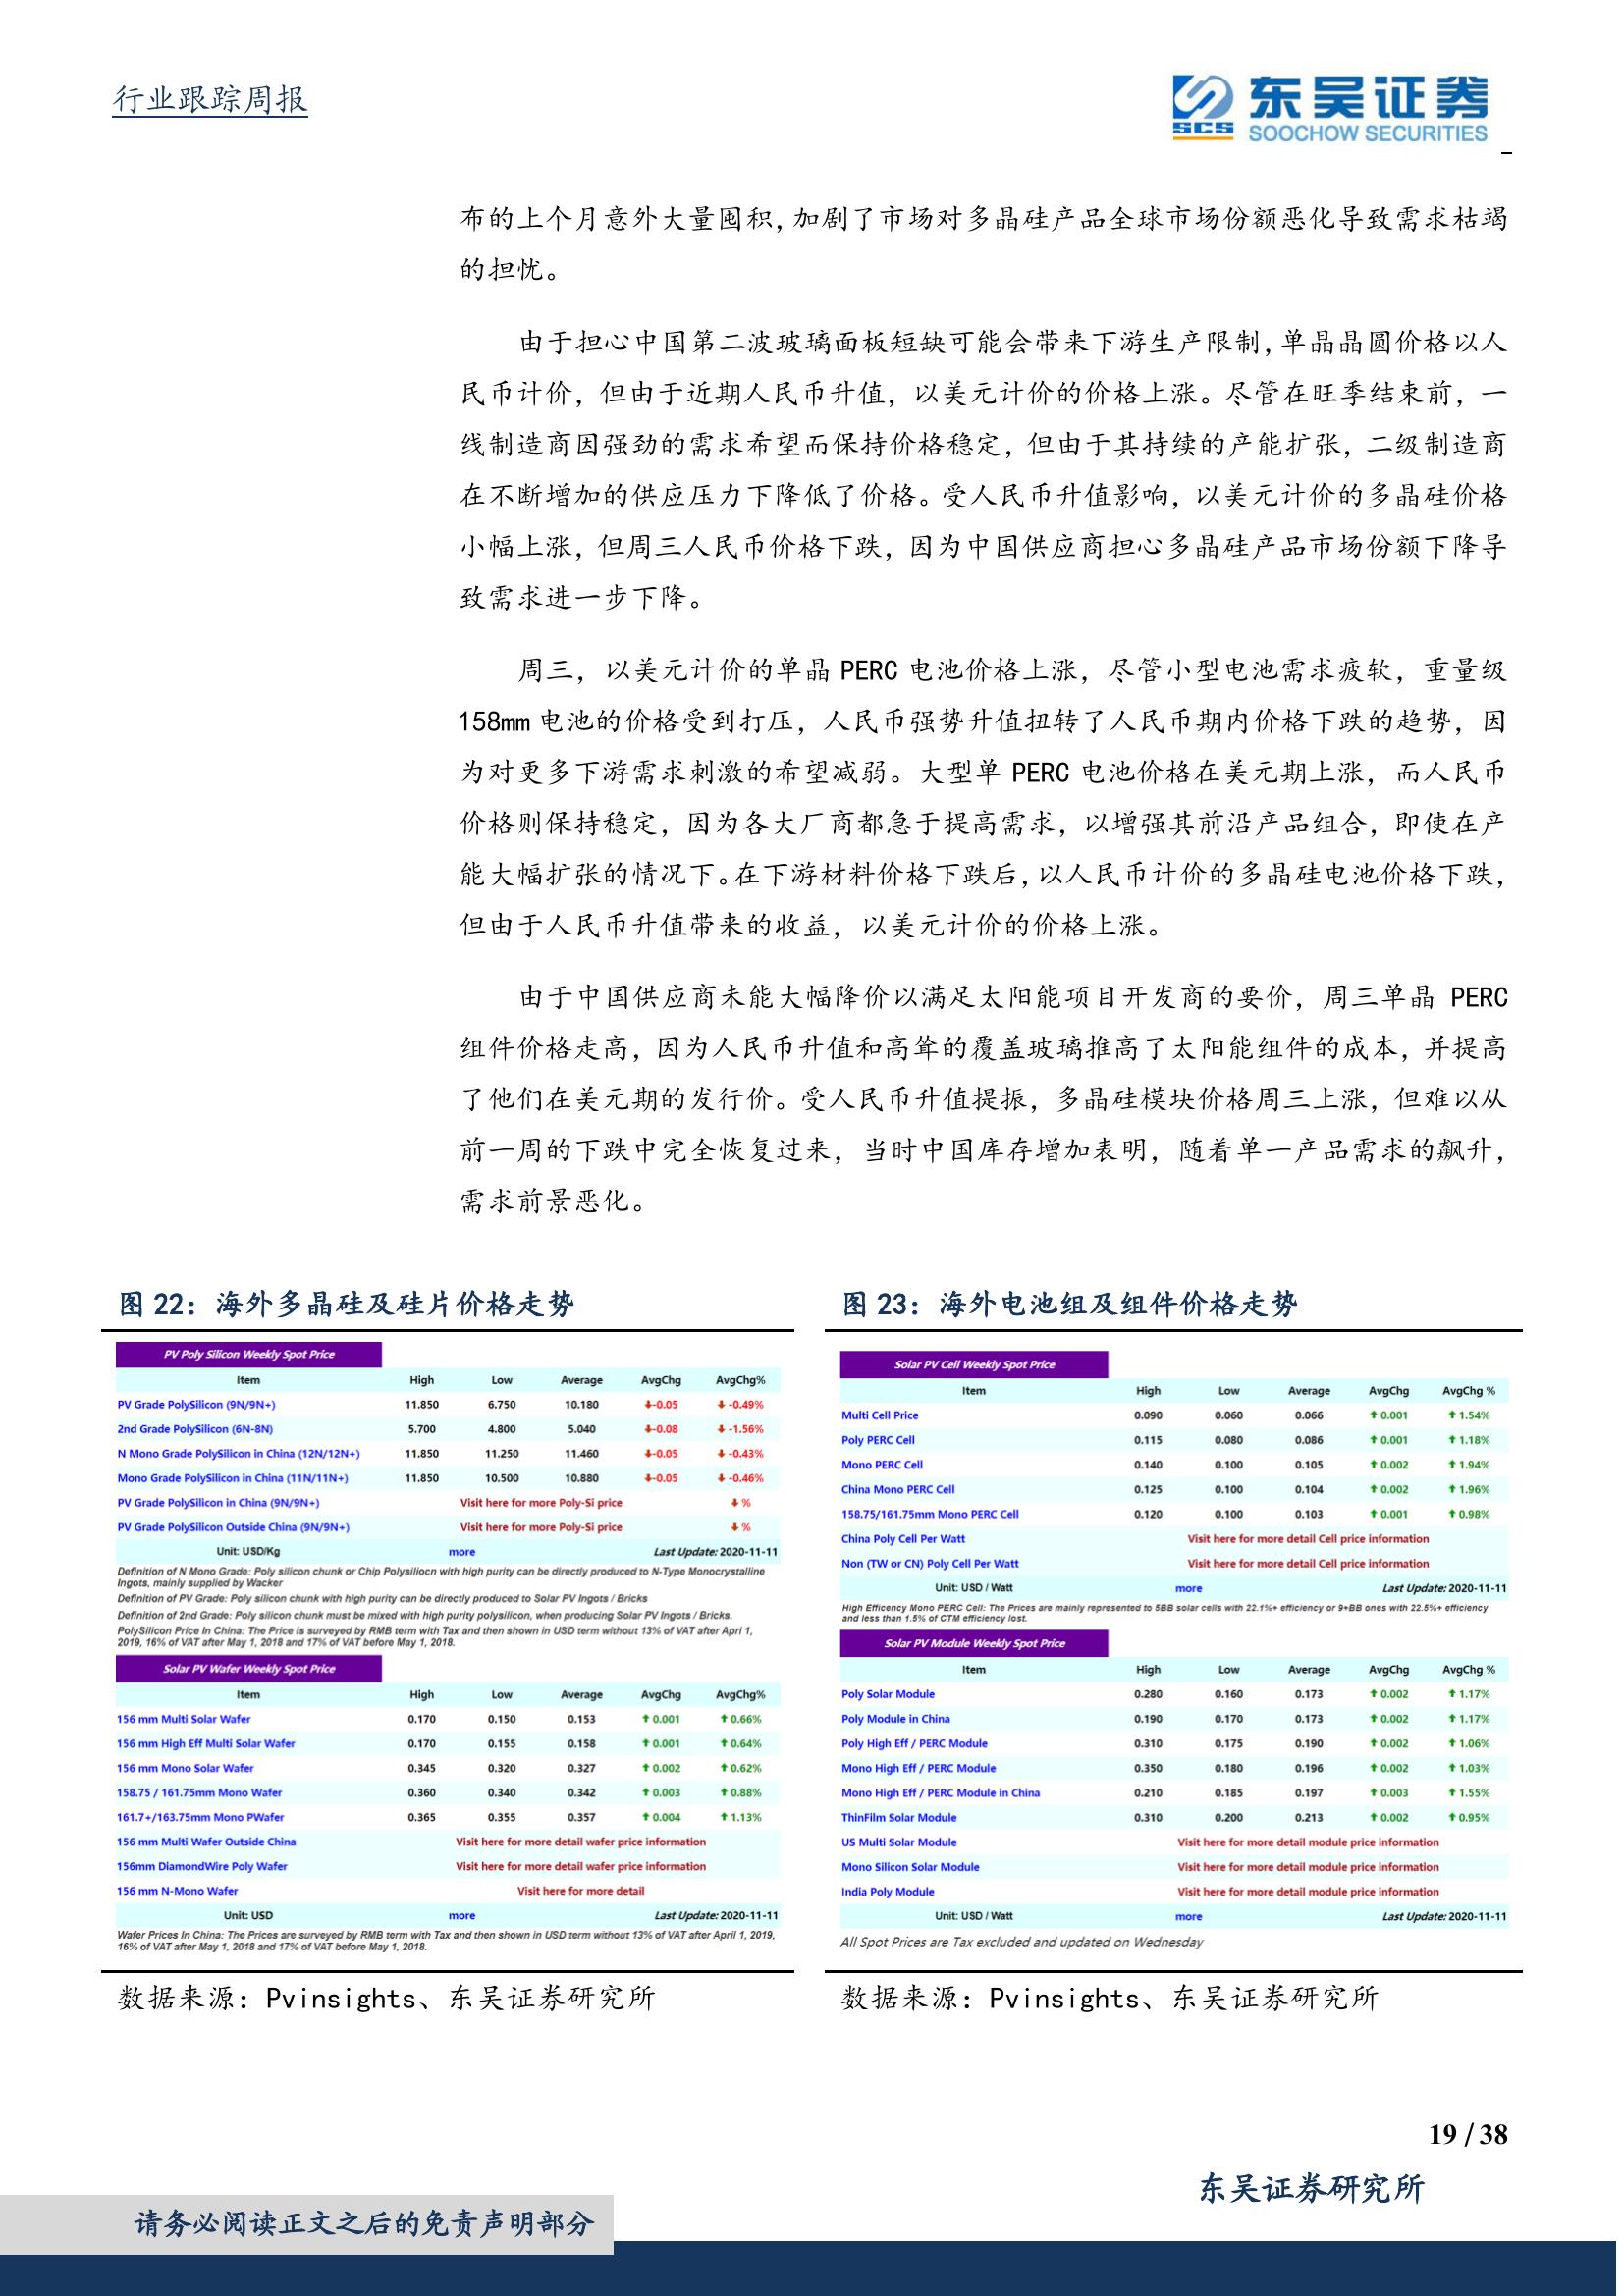 行业跟踪周报
SCS
东吴证券
SOOCHOW SECURITIES
布的上个月意外大量囤积，加剧了市场对多晶硅产品全球市场份额恶化导致需求枯竭
的担忧。
由于担心中国第二波玻璃面板短缺可能会带来下游生产限制，单晶晶圆价格以人
民币计价，但由于近期人民币升值，以美元计价的价格上涨。尽管在旺季结束前，一
线制造商因强劲的需求希望而保持价格稳定，但由于其持续的产能扩张，二级制造商
在不断增加的供应压力下降低了价格。受人民币升值影响，以美元计价的多晶硅价格
小幅上涨，但周三人民币价格下跌，因为中国供应商担心多晶硅产品市场份额下降导
致需求进一步下降。
周三，以美元计价的单晶 PERC 电池价格上涨，尽管小型电池需求疲软，重量级
158mm 电池的价格受到打压，人民币强势升值扭转了人民币期内价格下跌的趋势，因
为对更多下游需求刺激的希望减弱。大型单 PERC 电池价格在美元期上涨，而人民币
价格则保持稳定，因为各大厂商都急于提高需求，以增强其前沿产品组合，即使在产
能大幅扩张的情况下。在下游材料价格下跌后，以人民币计价的多晶硅电池价格下跌，
但由于人民币升值带来的收益，以美元计价的价格上涨。
由于中国供应商未能大幅降价以满足太阳能项目开发商的要价，周三单晶 PERC
组件价格走高，因为人民币升值和高耸的覆盖玻璃推高了太阳能组件的成本，并提高
了他们在美元期的发行价。受人民币升值提振，多晶硅模块价格周三上涨，但难以从
前一周的下跌中完全恢复过来，当时中国库存增加表明，随着单一产品需求的飙升，
需求前景恶化。
图 22：海外多晶硅及硅片价格走势
PV Poly Silicon Weekly Spot Price
Item High Low Average AvgChg AvgChg%
PV Grade PolySilicon (9N/9N+) 11.850 6.750 10.180 ↓-0.05 ↓ -0.49%
2nd Grade PolySilicon (6N-8N) 5.700 4.800 5.040 ↓-0.08 ↓ -1.56%
N Mono Grade PolySilicon in China (12N/12N+) 11.850 11.250 11.460 ↓-0.05 ↓ -0.43%
Mono Grade PolySilicon in China (11N/11N+) 11.850 10.500 10.880 ↓-0.05 ↓ -0.46%
PV Grade PolySilicon in China (9N/9N+) Visit here for more Poly-Si price ↓ %
PV Grade PolySilicon Outside China (9N/9N+) Visit here for more Poly-Si price ↓ %
Unit: USD/Kg more Last Update: 2020-11-11
Definition of N Mono Grade: Poly silicon chunk or Chip Polysiliocn with high purity can be directly produced to N-Type Monocrystalline
Ingots, mainly supplied by Wacker
Definition of PV Grade: Poly silicon chunk with high purity can be directly produced to Solar PV Ingots / Bricks
Definition of 2nd Grade: Poly silicon chunk must be mixed with high purity polysilicon, when producing Solar PV Ingots / Bricks.
PolySilicon Price In China: The Price is surveyed by RMB term with Tax and then shown in USD term without 13% of VAT after Apri 1,
2019, 16% of VAT after May 1, 2018 and 17% of VAT before May 1, 2018.
Solar PV Wafer Weekly Spot Price
Item High Low Average AvgChg AvgChg%
156 mm Multi Solar Wafer 0.170 0.150 0.153 ↑ 0.001 ↑ 0.66%
156 mm High Eff Multi Solar Wafer 0.170 0.155 0.158 ↑ 0.001 ↑ 0.64%
156 mm Mono Solar Wafer 0.345 0.320 0.327 ↑ 0.002 ↑ 0.62%
158.75 / 161.75mm Mono Wafer 0.360 0.340 0.342 ↑ 0.003 ↑ 0.88%
161.7+/163.75mm Mono PWafer 0.365 0.355 0.357 ↑ 0.004 ↑ 1.13%
156 mm Multi Wafer Outside China Visit here for more detail wafer price information
156mm DiamondWire Poly Wafer Visit here for more detail wafer price information
156 mm N-Mono Wafer Visit here for more detail
Unit: USD more Last Update: 2020-11-11
Wafer Prices In China: The Prices are surveyed by RMB term with Tax and then shown in USD term without 13% of VAT after April 1, 2019,
16% of VAT after May 1, 2018 and 17% of VAT before May 1, 2018.
数据来源：Pvinsights、东吴证券研究所
图 23：海外电池组及组件价格走势
Solar PV Cell Weekly Spot Price
Item High Low Average AvgChg AvgChg %
Multi Cell Price 0.090 0.060 0.066 ↑ 0.001 ↑ 1.54%
Poly PERC Cell 0.115 0.080 0.086 ↑ 0.001 ↑ 1.18%
Mono PERC Cell 0.140 0.100 0.105 ↑ 0.002 ↑ 1.94%
China Mono PERC Cell 0.125 0.100 0.104 ↑ 0.002 ↑ 1.96%
158.75/161.75mm Mono PERC Cell 0.120 0.100 0.103 ↑ 0.001 ↑ 0.98%
China Poly Cell Per Watt Visit here for more detail Cell price information
Non (TW or CN) Poly Cell Per Watt Visit here for more detail Cell price information
Unit: USD / Watt more Last Update: 2020-11-11
High Efficency Mono PERC Cell: The Prices are mainly represented to 5BB solar cells with 22.1%+ efficiency or 9+BB ones with 22.5%+ efficiency
and less than 1.5% of CTM efficiency lost.
Solar PV Module Weekly Spot Price
Item High Low Average AvgChg AvgChg %
Poly Solar Module 0.280 0.160 0.173 ↑ 0.002 ↑ 1.17%
Poly Module in China 0.190 0.170 0.173 ↑ 0.002 ↑ 1.17%
Poly High Eff / PERC Module 0.310 0.175 0.190 ↑ 0.002 ↑ 1.06%
Mono High Eff / PERC Module 0.350 0.180 0.196 ↑ 0.002 ↑ 1.03%
Mono High Eff / PERC Module in China 0.210 0.185 0.197 ↑ 0.003 ↑ 1.55%
ThinFilm Solar Module 0.310 0.200 0.213 ↑ 0.002 ↑ 0.95%
US Multi Solar Module Visit here for more detail module price information
Mono Silicon Solar Module Visit here for more detail module price information
India Poly Module Visit here for more detail module price information
Unit: USD / Watt more Last Update: 2020-11-11
All Spot Prices are Tax excluded and updated on Wednesday
数据来源：Pvinsights、东吴证券研究所
19 / 38
东吴证券研究所
请务必阅读正文之后的免责声明部分